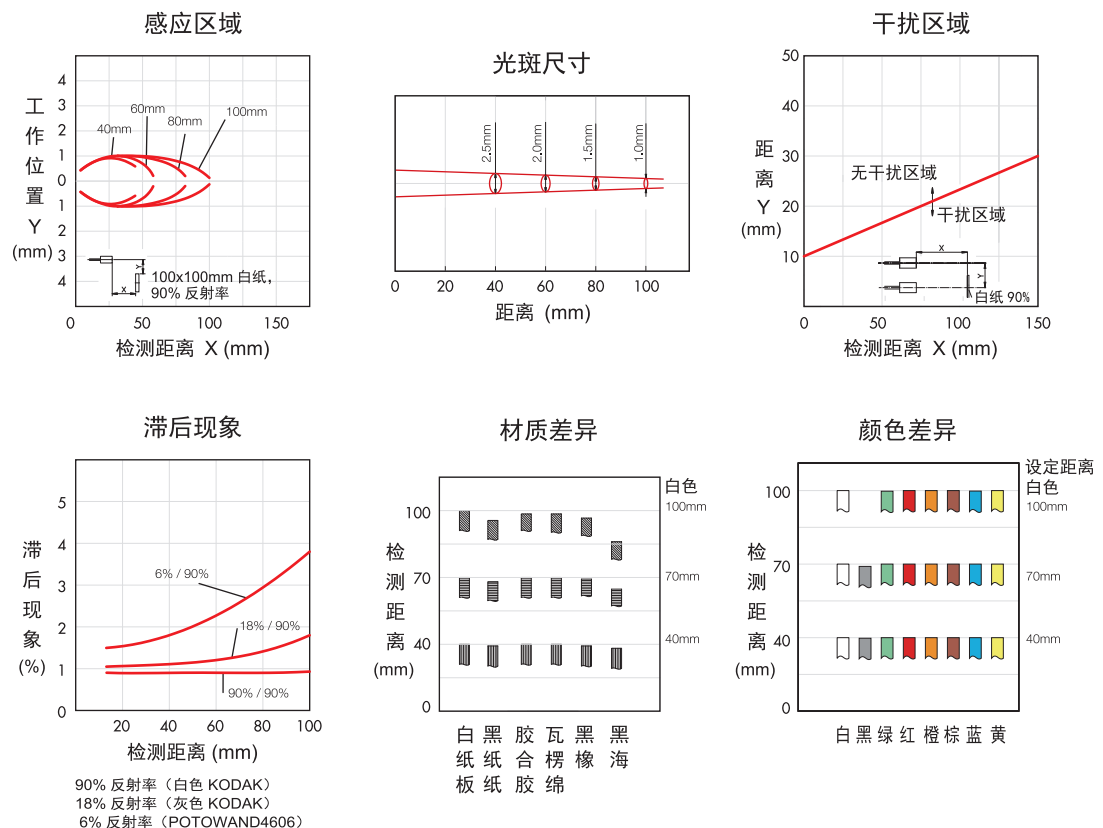 感应区域
工作位置 Y (mm)
4
3
2
1
0
1
2
3
4
40mm
60mm
80mm
100mm
Y
X
100x100mm 白纸，
90% 反射率
0
50
100
150
检测距离 X (mm)
光斑尺寸
2.5mm
2.0mm
1.5mm
1.0mm
0
20
40
60
80
100
距离 (mm)
干扰区域
距离 Y (mm)
50
40
30
20
10
无干扰区域
干扰区域
X
Y
白纸 90%
0
50
100
150
检测距离 X (mm)
滞后现象
滞后现象 (%)
5
4
3
2
1
0
6% / 90%
18% / 90%
90% / 90%
20
40
60
80
100
检测距离 (mm)
90% 反射率（白色 KODAK）
18% 反射率（灰色 KODAK）
6% 反射率（POTOWAND4606）
材质差异
检测距离 (mm)
100
70
40
0
白色
100mm
70mm
40mm
白纸板
黑纸纸
胶合胶
瓦楞绵
黑橡
黑海
颜色差异
检测距离 (mm)
100
70
40
0
设定距离
白色
100mm
70mm
40mm
白 黑 绿 红 橙 棕 蓝 黄